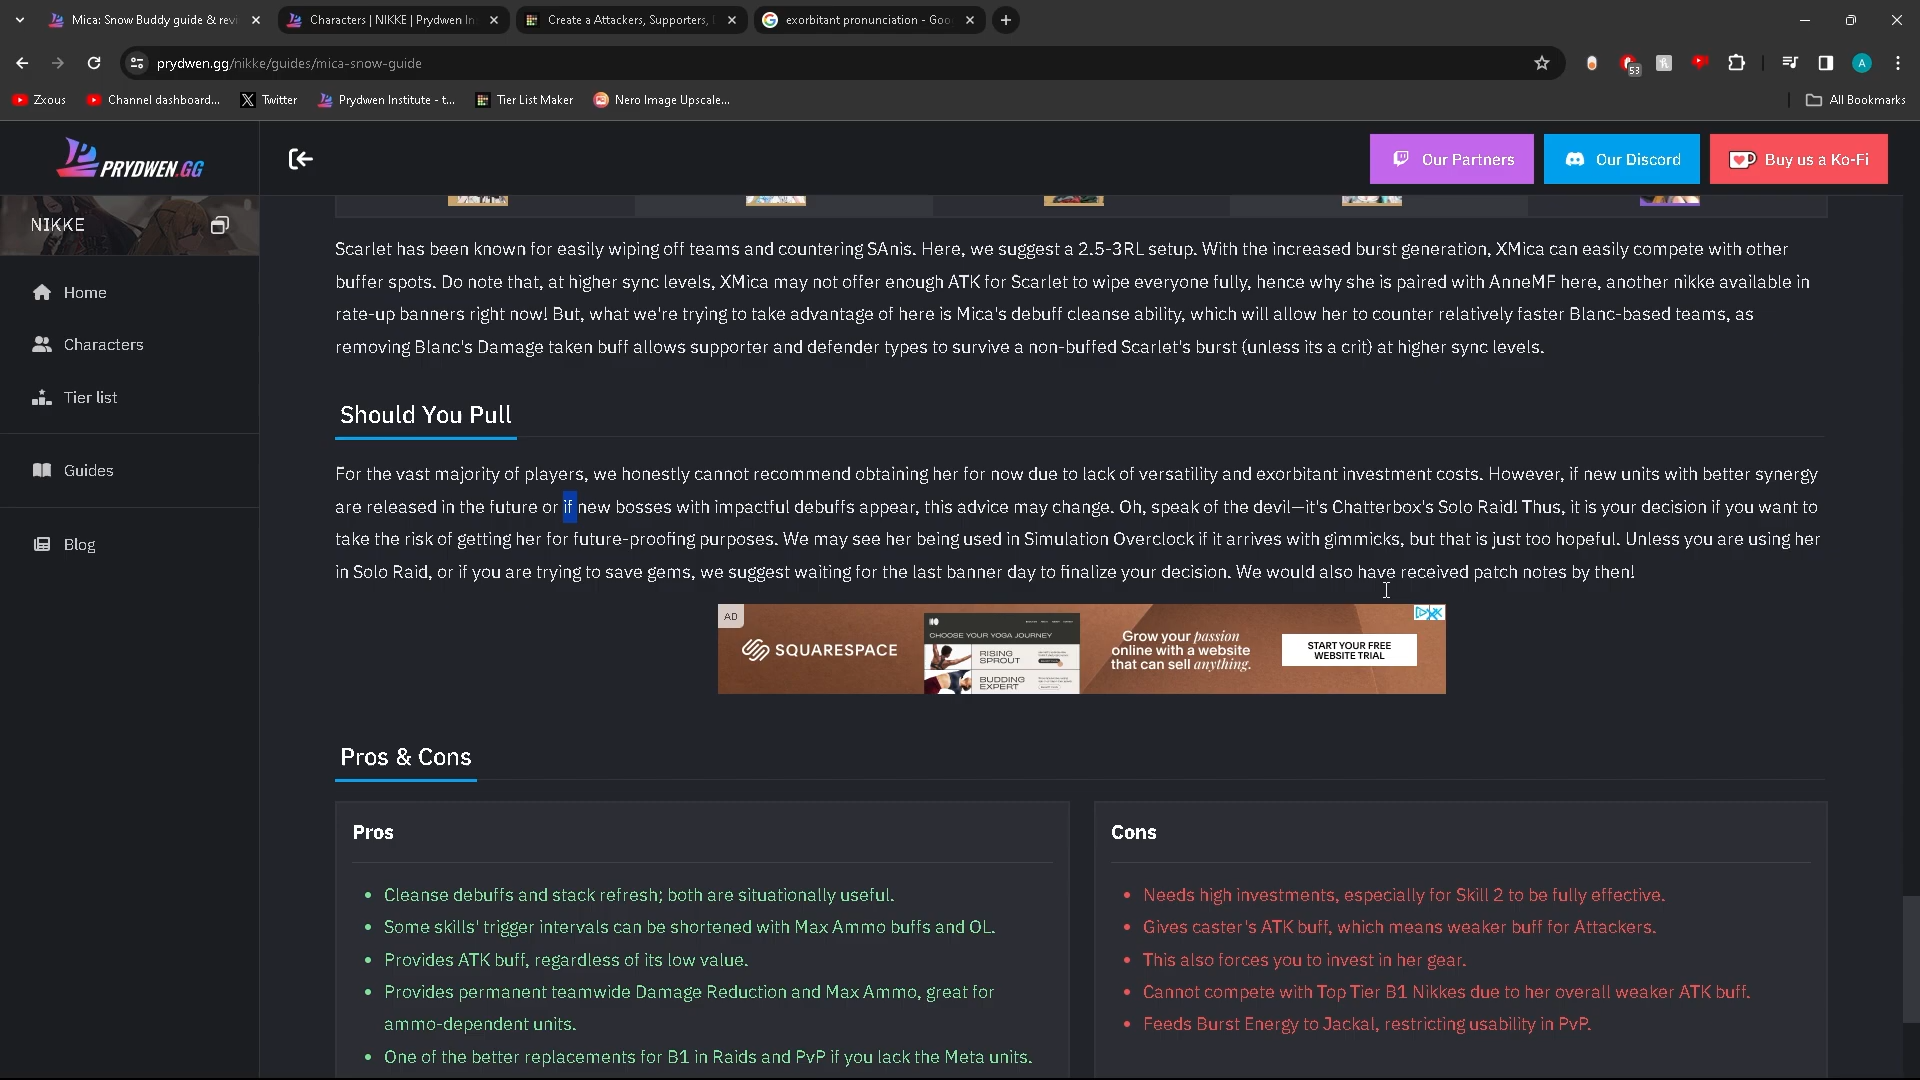 Mica: Snow Buddy guide & revi
Characters | NIKKE | Prydwen In
Create a Attackers, Supporters,
exorbitant pronunciation - Goo
prydwen.gg/nikke/guides/mica-snow-guide
53
A
Zxous
Channel dashboard...
Twitter
Prydwen Institute - t...
Tier List Maker
Nero Image Upscale...
All Bookmarks
PRYDWEN.GG
Our Partners
Our Discord
Buy us a Ko-Fi
NIKKE
Home
Characters
Tier list
Guides
Blog
Scarlet has been known for easily wiping off teams and countering SAnis. Here, we suggest a 2.5-3RL setup. With the increased burst generation, XMica can easily compete with other
buffer spots. Do note that, at higher sync levels, XMica may not offer enough ATK for Scarlet to wipe everyone fully, hence why she is paired with AnneMF here, another nikke available in
rate-up banners right now! But, what we're trying to take advantage of here is Mica's debuff cleanse ability, which will allow her to counter relatively faster Blanc-based teams, as
removing Blanc's Damage taken buff allows supporter and defender types to survive a non-buffed Scarlet's burst (unless its a crit) at higher sync levels.
Should You Pull
For the vast majority of players, we honestly cannot recommend obtaining her for now due to lack of versatility and exorbitant investment costs. However, if new units with better synergy
are released in the future or if new bosses with impactful debuffs appear, this advice may change. Oh, speak of the devil—it's Chatterbox's Solo Raid! Thus, it is your decision if you want to
take the risk of getting her for future-proofing purposes. We may see her being used in Simulation Overclock if it arrives with gimmicks, but that is just too hopeful. Unless you are using her
in Solo Raid, or if you are trying to save gems, we suggest waiting for the last banner day to finalize your decision. We would also have received patch notes by then!
AD
SQUARESPACE
CHOOSE YOUR YOGA JOURNEY
RISING
SPROUT
BUDDING
EXPERT
Grow your passion
online with a website
that can sell anything.
START YOUR FREE
WEBSITE TRIAL
Pros & Cons
Pros
Cleanse debuffs and stack refresh; both are situationally useful.
Some skills' trigger intervals can be shortened with Max Ammo buffs and OL.
Provides ATK buff, regardless of its low value.
Provides permanent teamwide Damage Reduction and Max Ammo, great for
ammo-dependent units.
One of the better replacements for B1 in Raids and PvP if you lack the Meta units.
Cons
Needs high investments, especially for Skill 2 to be fully effective.
Gives caster's ATK buff, which means weaker buff for Attackers.
This also forces you to invest in her gear.
Cannot compete with Top Tier B1 Nikkes due to her overall weaker ATK buff.
Feeds Burst Energy to Jackal, restricting usability in PvP.